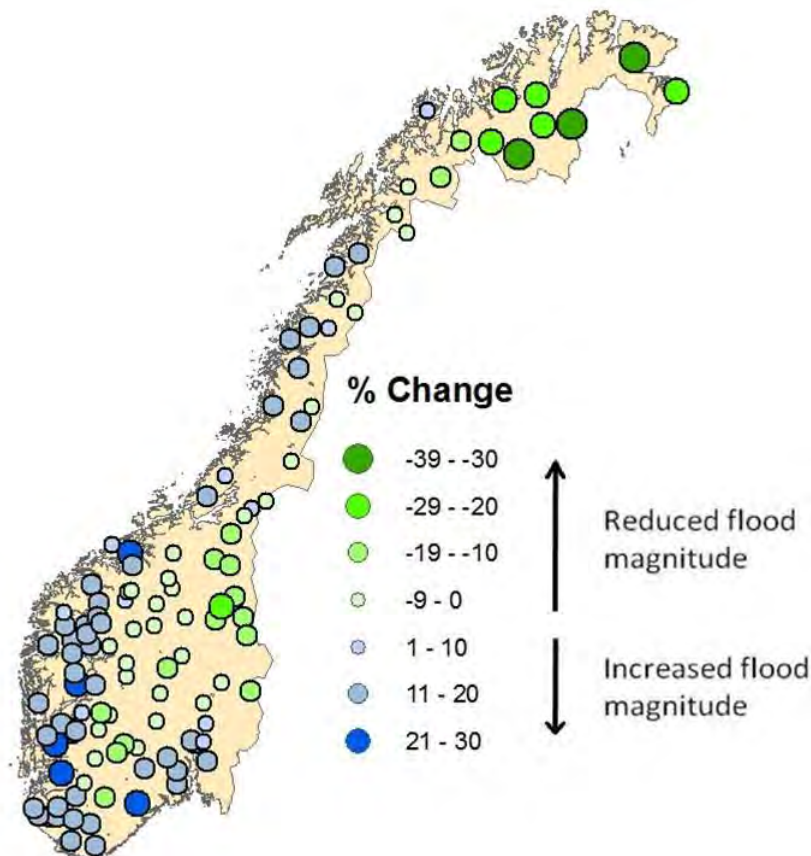 % Change
-39 - -30
-29 - -20
-19 - -10
-9 - 0
1 - 10
11 - 20
21 - 30
Reduced flood
magnitude
Increased flood
magnitude